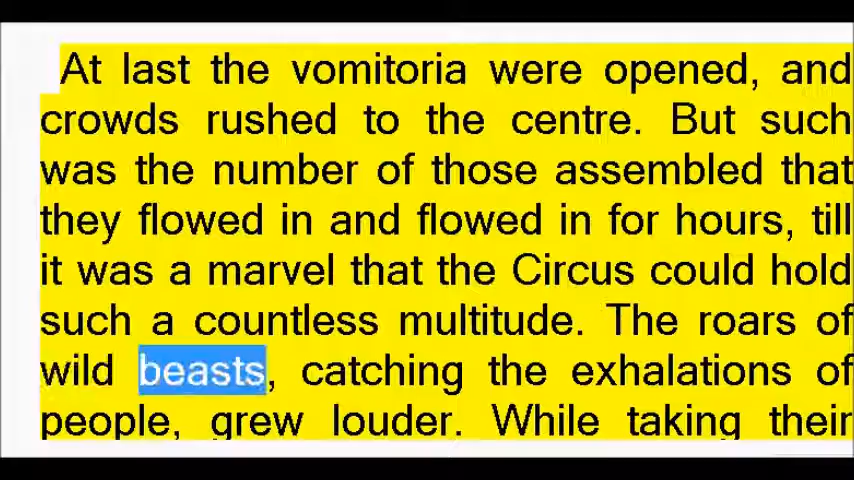 At last the vomitoria were opened, and
crowds rushed to the centre. But such
was the number of those assembled that
they flowed in and flowed in for hours, till
it was a marvel that the Circus could hold
such a countless multitude. The roars of
wild beasts, catching the exhalations of
people, grew louder. While taking their